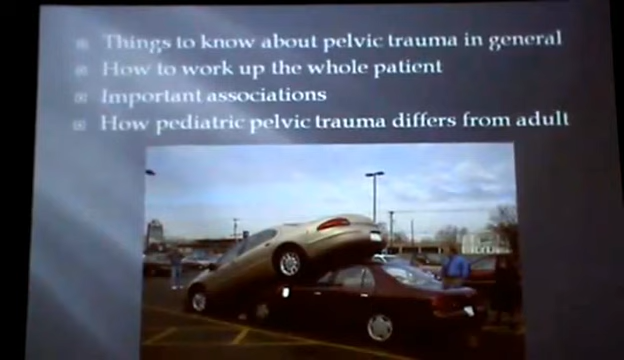 Things to know about pelvic trauma in general
How to work up the whole patient
Important associations
How pediatric pelvic trauma differs from adult